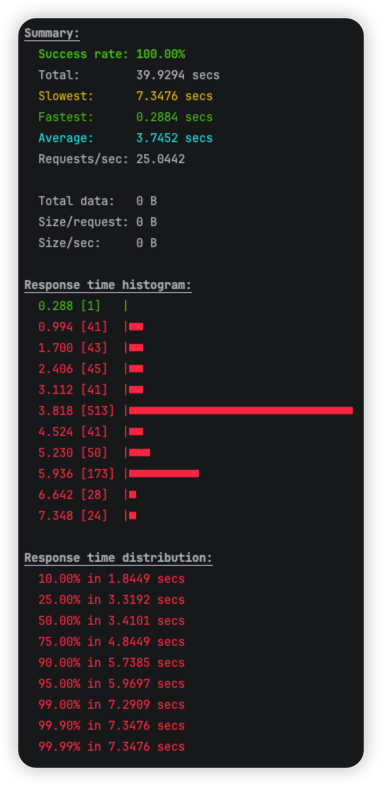 Summary:
Success rate: 100.00%
Total: 39.9294 secs
Slowest: 7.3476 secs
Fastest: 0.2884 secs
Average: 3.7452 secs
Requests/sec: 25.0442
Total data: 0 B
Size/request: 0 B
Size/sec: 0 B
Response time histogram:
0.288 [1] |
0.994 [41] |
1.700 [43] |
2.406 [45] |
3.112 [41] |
3.818 [513] |
4.524 [41] |
5.230 [50] |
5.936 [173] |
6.642 [28] |
7.348 [24] |
Response time distribution:
10.00% in 1.8449 secs
25.00% in 3.3192 secs
50.00% in 3.4101 secs
75.00% in 4.8449 secs
90.00% in 5.7385 secs
95.00% in 5.9697 secs
99.00% in 7.2909 secs
99.90% in 7.3476 secs
99.99% in 7.3476 secs